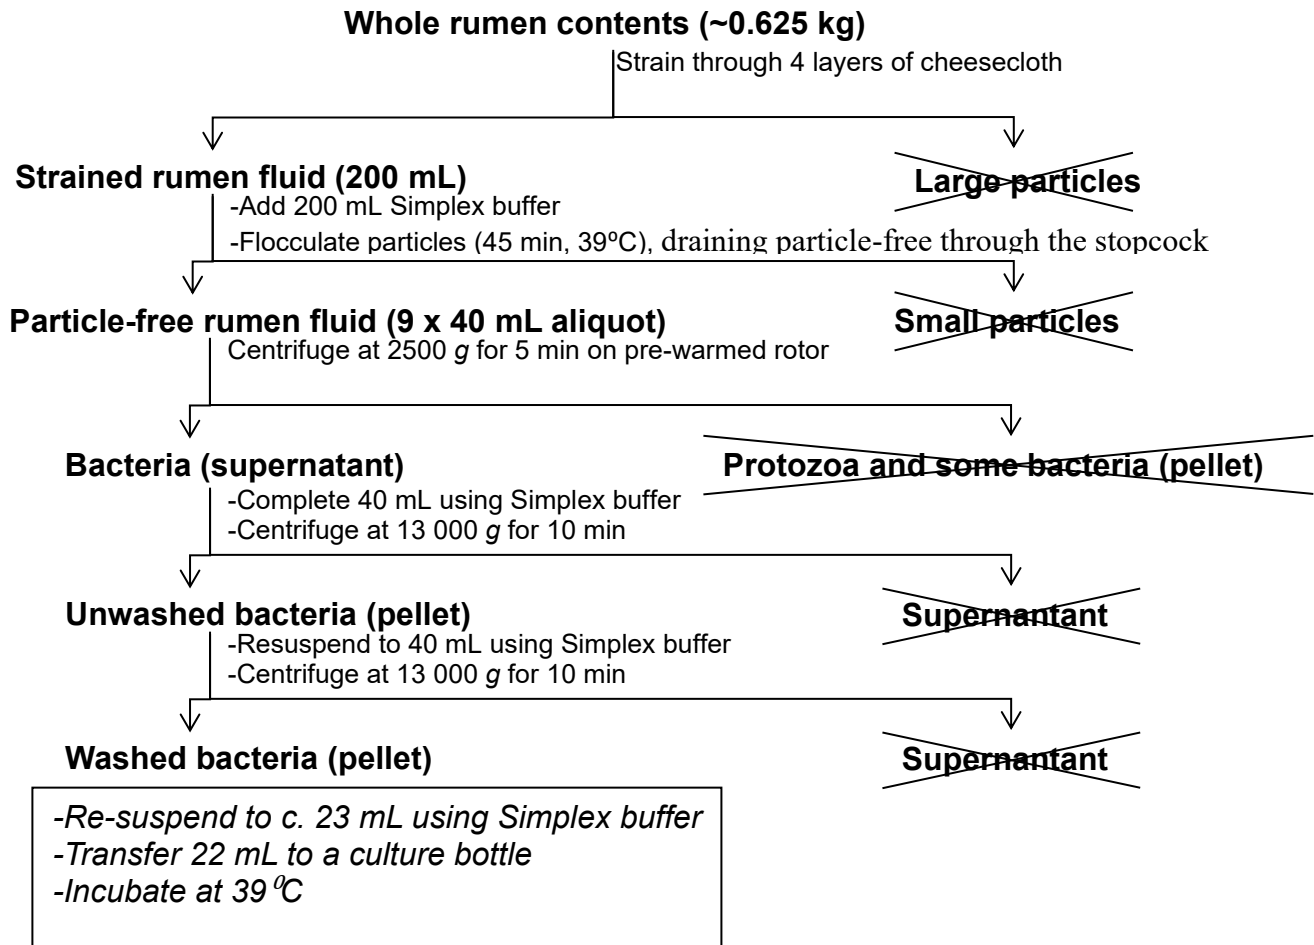 Whole rumen contents (~0.625 kg)
Strain through 4 layers of cheesecloth
Strained rumen fluid (200 mL)
Large particles
-Add 200 mL Simplex buffer
-Flocculate particles (45 min, 39ºC), draining particle-free through the stopcock
Particle-free rumen fluid (9 x 40 mL aliquot)
Small particles
Centrifuge at 2500 g for 5 min on pre-warmed rotor
Bacteria (supernatant)
Protozoa and some bacteria (pellet)
-Complete 40 mL using Simplex buffer
-Centrifuge at 13 000 g for 10 min
Unwashed bacteria (pellet)
Supernantant
-Resuspend to 40 mL using Simplex buffer
-Centrifuge at 13 000 g for 10 min
Washed bacteria (pellet)
Supernantant
-Re-suspend to c. 23 mL using Simplex buffer
-Transfer 22 mL to a culture bottle
-Incubate at 39 ⁰C